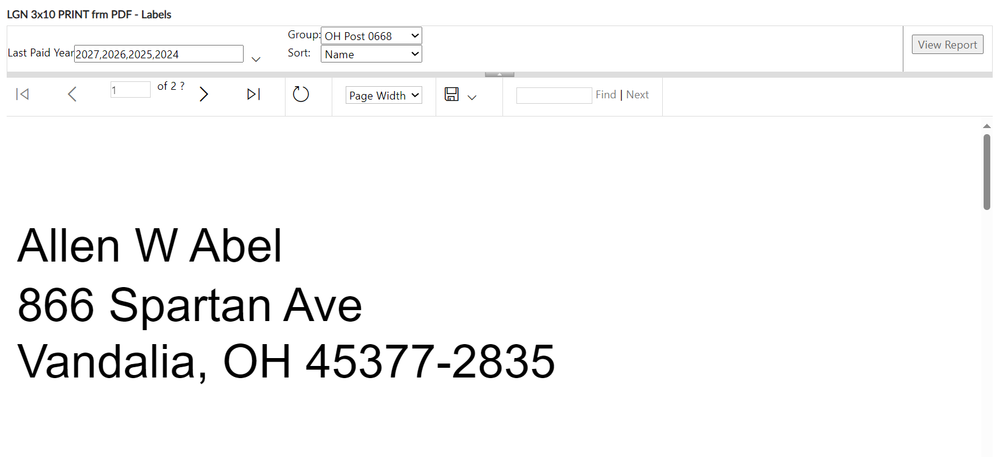 LGN 3x10 PRINT frm PDF - Labels
Group: OH Post 0668
View Report
Last Paid Year 2027,2026,2025,2024
Sort: Name
1 of 2 ?
Page Width
Find | Next
Allen W Abel
866 Spartan Ave
Vandalia, OH 45377-2835